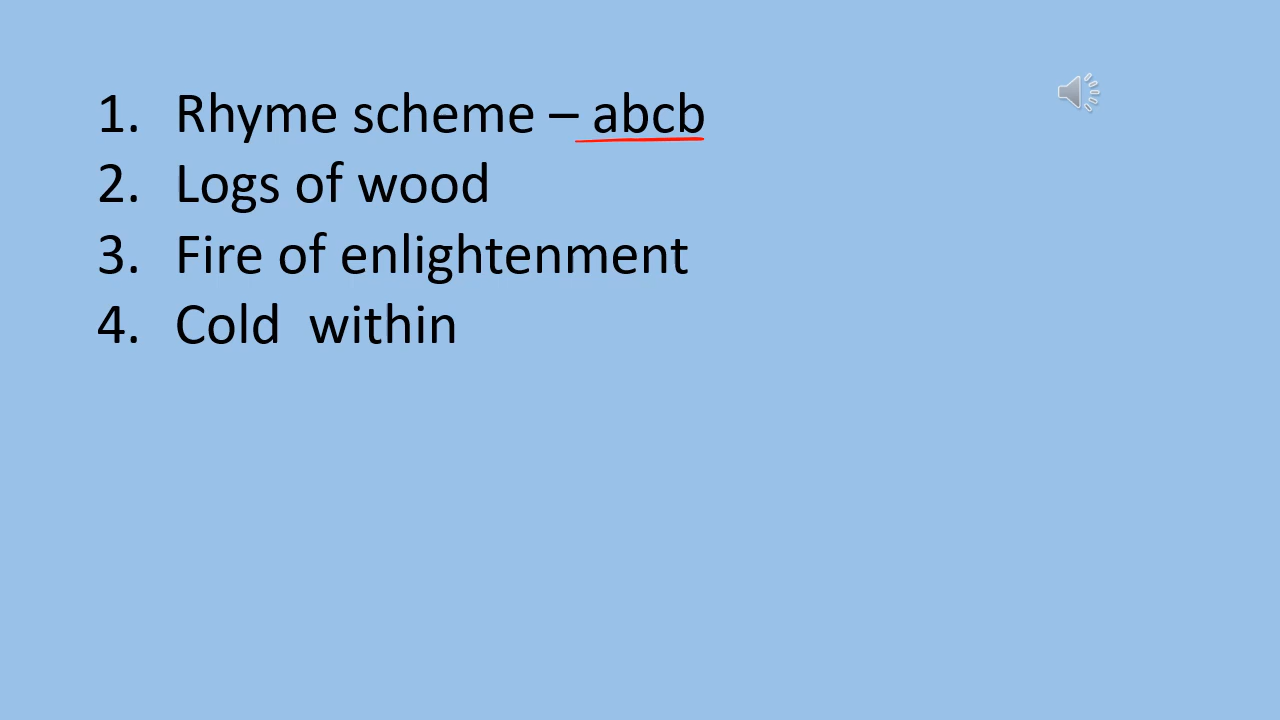 1. Rhyme scheme – abcb
2. Logs of wood
3. Fire of enlightenment
4. Cold within